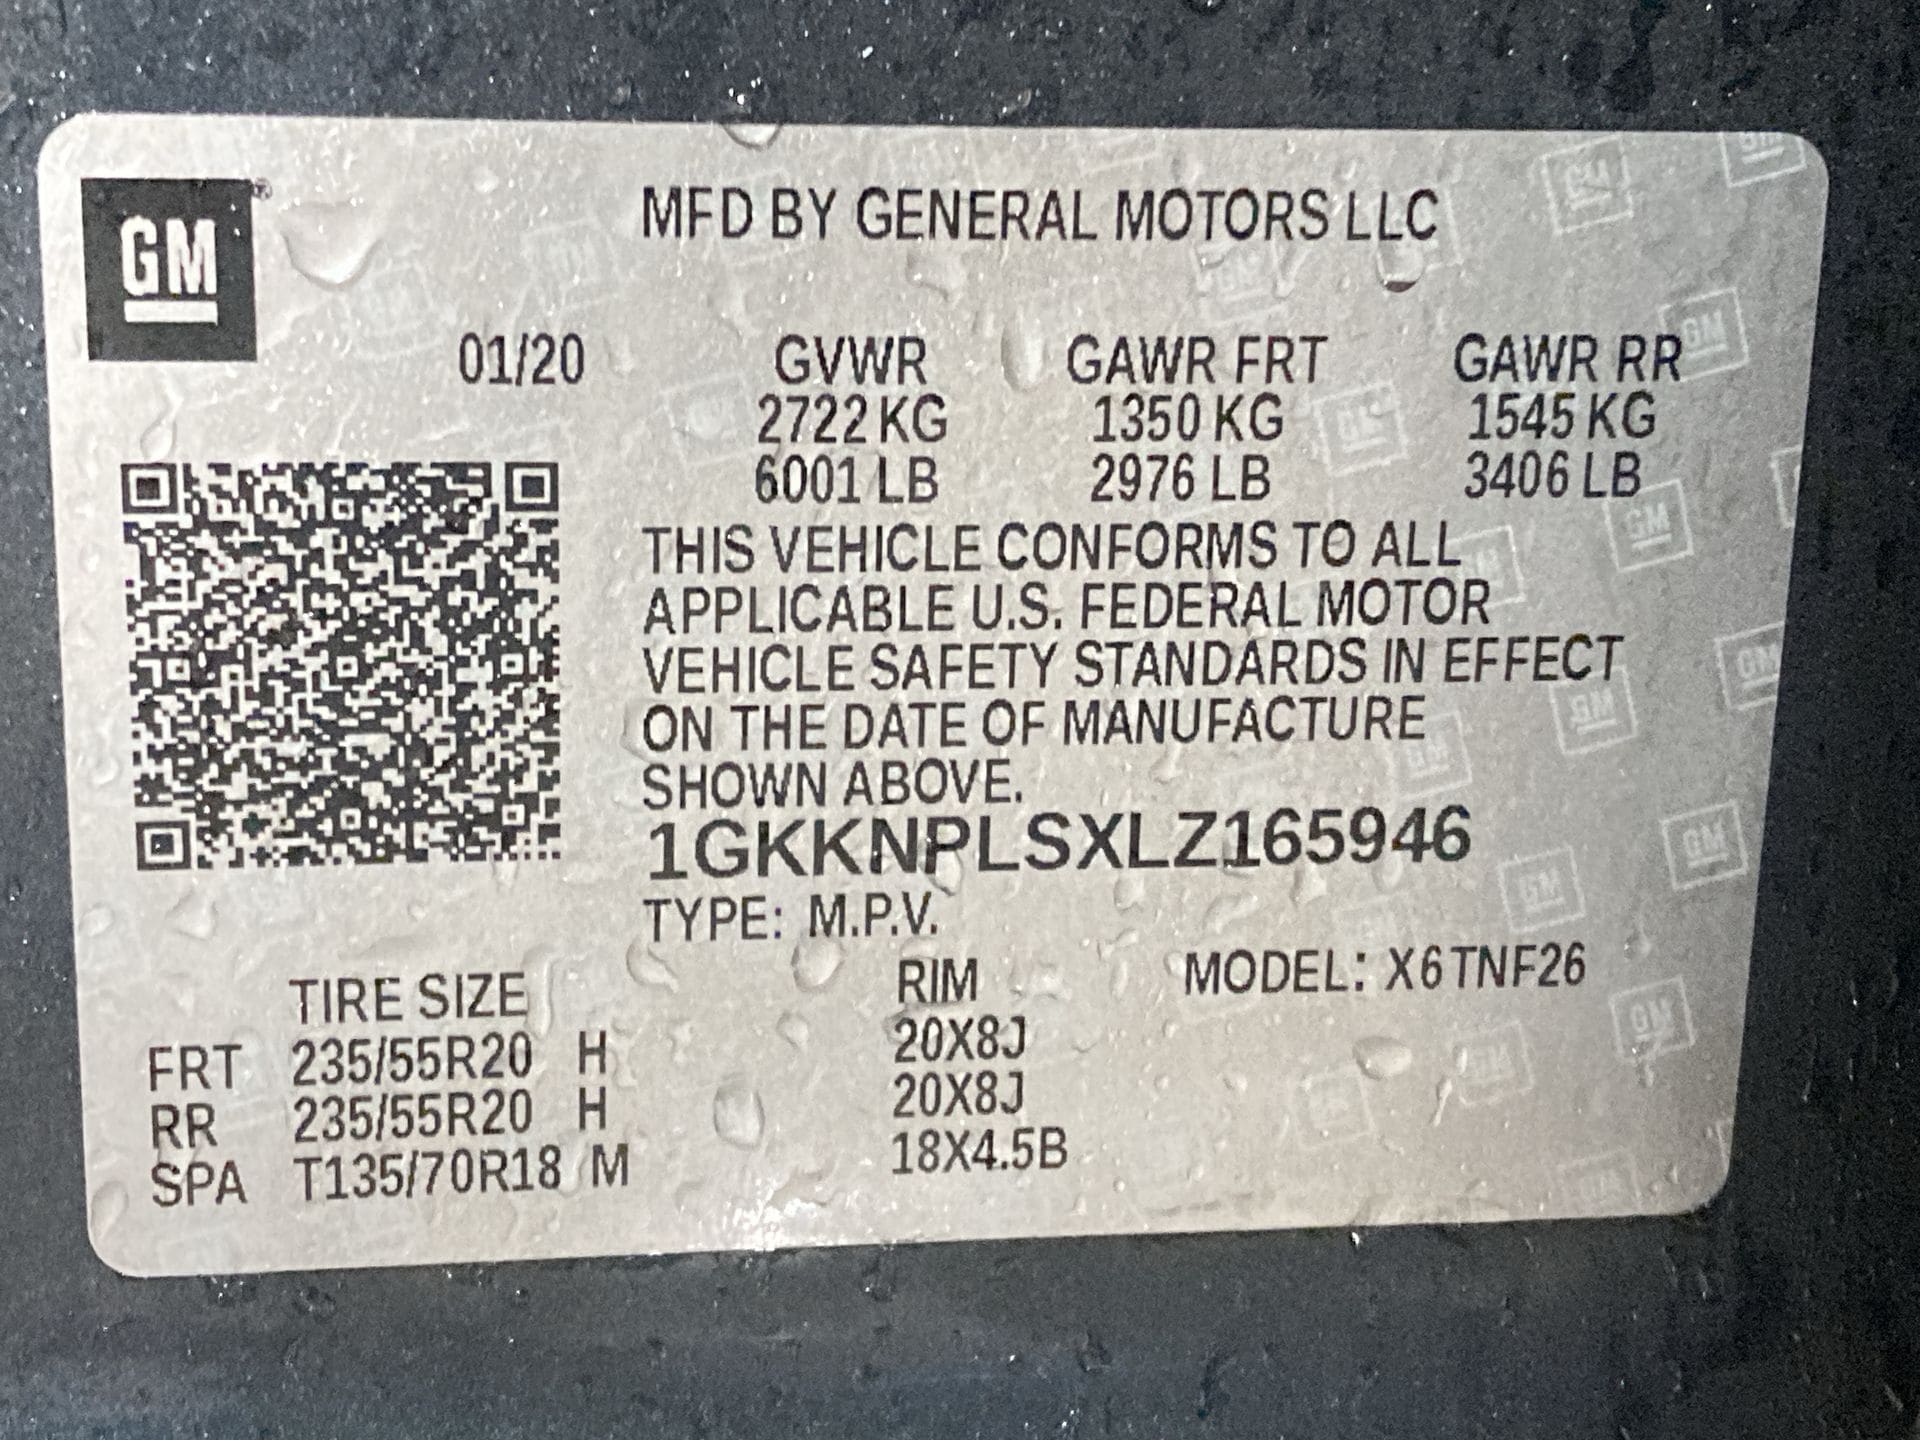 GM
MFD BY GENERAL MOTORS LLC
01/20 GVWR GAWR FRT GAWR RR
2722 KG 1350 KG 1545 KG
6001 LB 2976 LB 3406 LB
THIS VEHICLE CONFORMS TO ALL
APPLICABLE U.S. FEDERAL MOTOR
VEHICLE SAFETY STANDARDS IN EFFECT
ON THE DATE OF MANUFACTURE
SHOWN ABOVE.
1GKKNPLSXLZ165946
TYPE: M.P.V.
TIRE SIZE RIM MODEL: X6TNF26
FRT 235/55R20 H 20X8J
RR 235/55R20 H 20X8J
SPA T135/70R18 M 18X4.5B